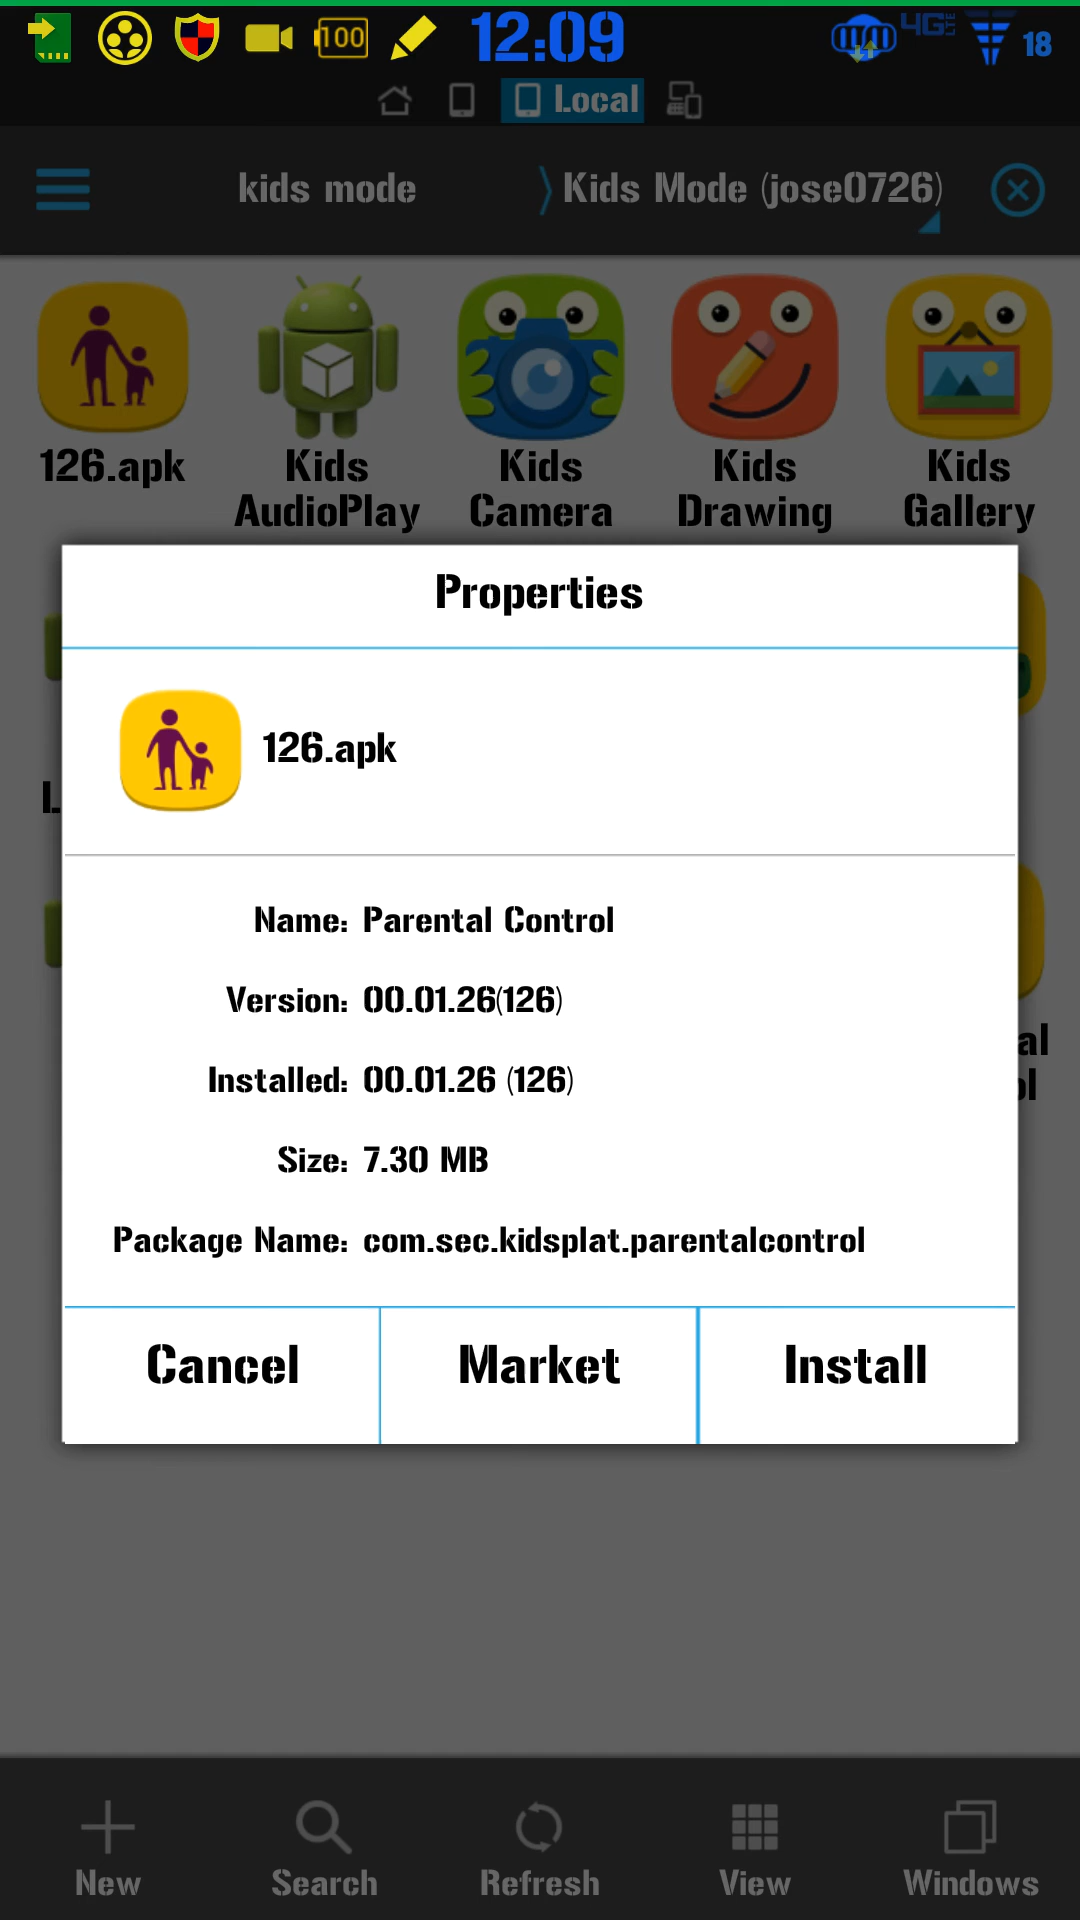 100 12:09 4G LTE 18
Local
kids mode Kids Mode (jose0726)
126.apk Kids Kids Kids Kids
AudioPlay Camera Drawing Gallery
Properties
126.apk
Name: Parental Control
Version: 00.01.26(126)
Installed: 00.01.26 (126)
Size: 7.30 MB
Package Name: com.sec.kidsplat.parentalcontrol
Cancel Market Install
New Search Refresh View Windows